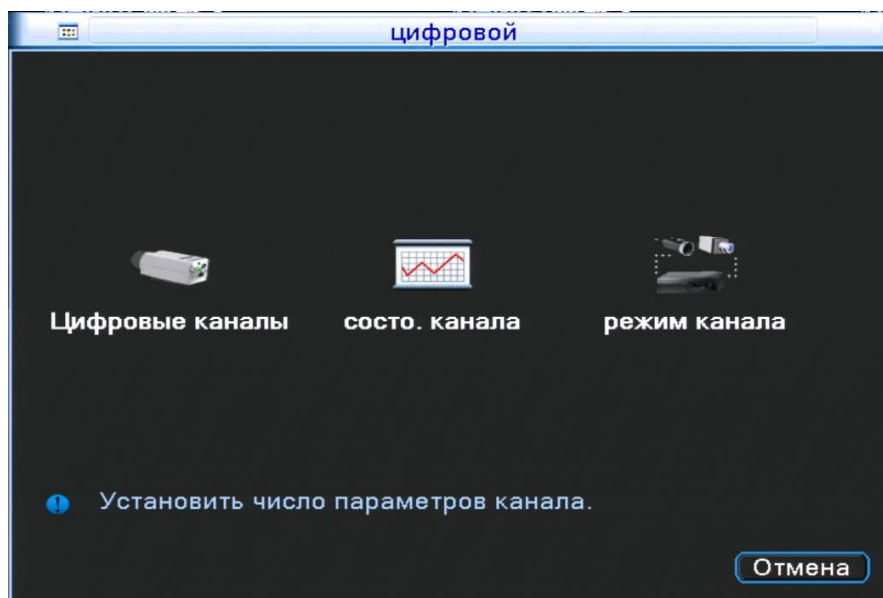 цифровой
Цифровые каналы
состо. канала
режим канала
Установить число параметров канала.
Отмена